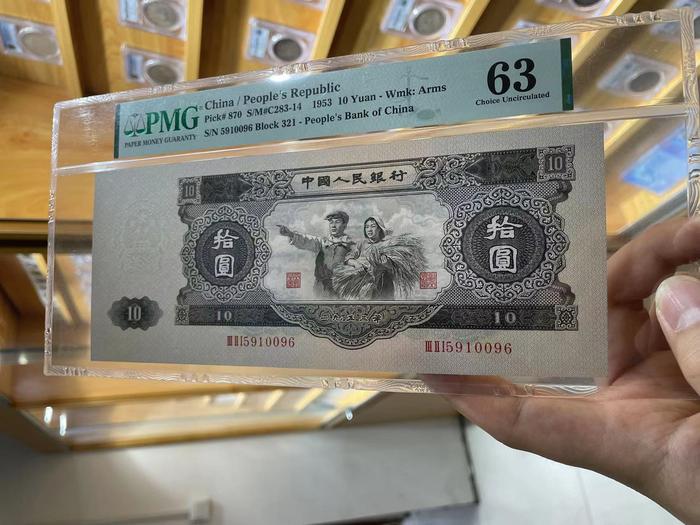 PMG
PAPER MONEY GUARANTY
China / People's Republic
Pick# 870 S/M#C283-14 1953 10 Yuan - Wmk: Arms
S/N 5910096 Block 321 - People's Bank of China
63
Choice Uncirculated
中國人民銀行
10 10
拾圓 拾圓
10
10 10
III II I 5910096 III II I 5910096